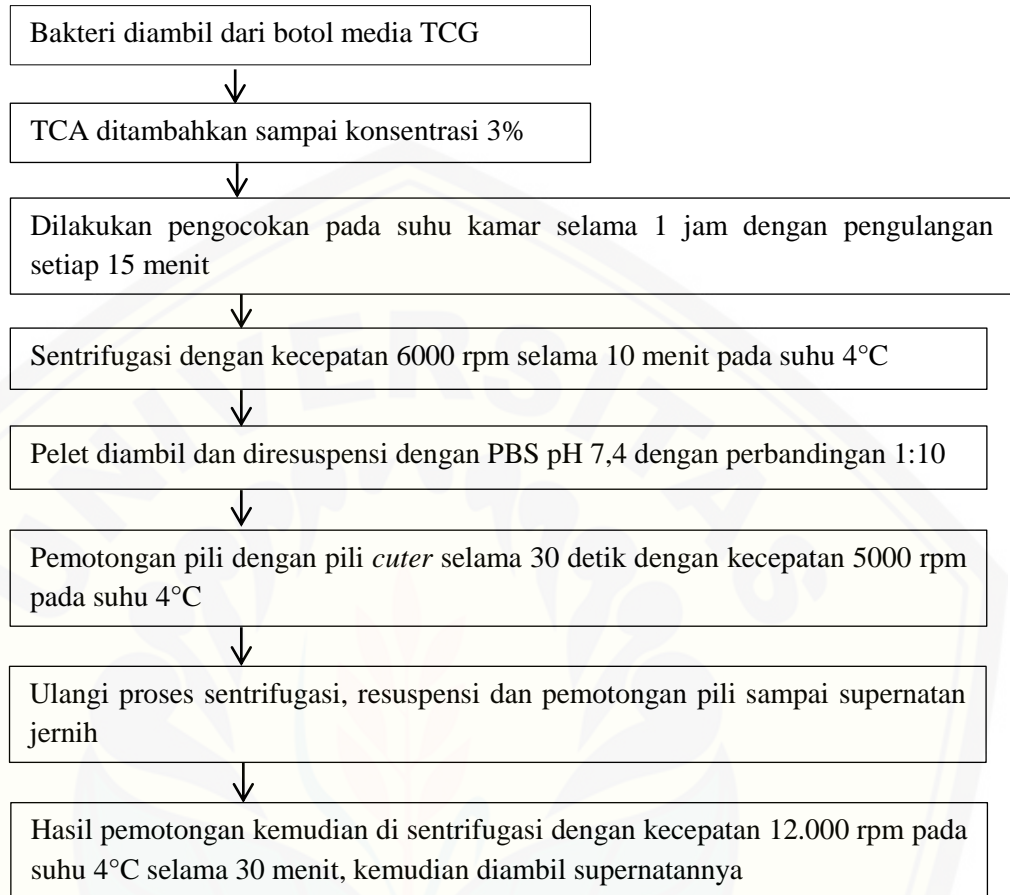 Bakteri diambil dari botol media TCG
TCA ditambahkan sampai konsentrasi 3%
Dilakukan pengocokan pada suhu kamar selama 1 jam dengan pengulangan
setiap 15 menit
Sentrifugasi dengan kecepatan 6000 rpm selama 10 menit pada suhu 4°C
Pelet diambil dan diresuspensi dengan PBS pH 7,4 dengan perbandingan 1:10
Pemotongan pili dengan pili cuter selama 30 detik dengan kecepatan 5000 rpm
pada suhu 4°C
Ulangi proses sentrifugasi, resuspensi dan pemotongan pili sampai supernatan
jernih
Hasil pemotongan kemudian di sentrifugasi dengan kecepatan 12.000 rpm pada
suhu 4°C selama 30 menit, kemudian diambil supernatannya
UNIVERSITAS